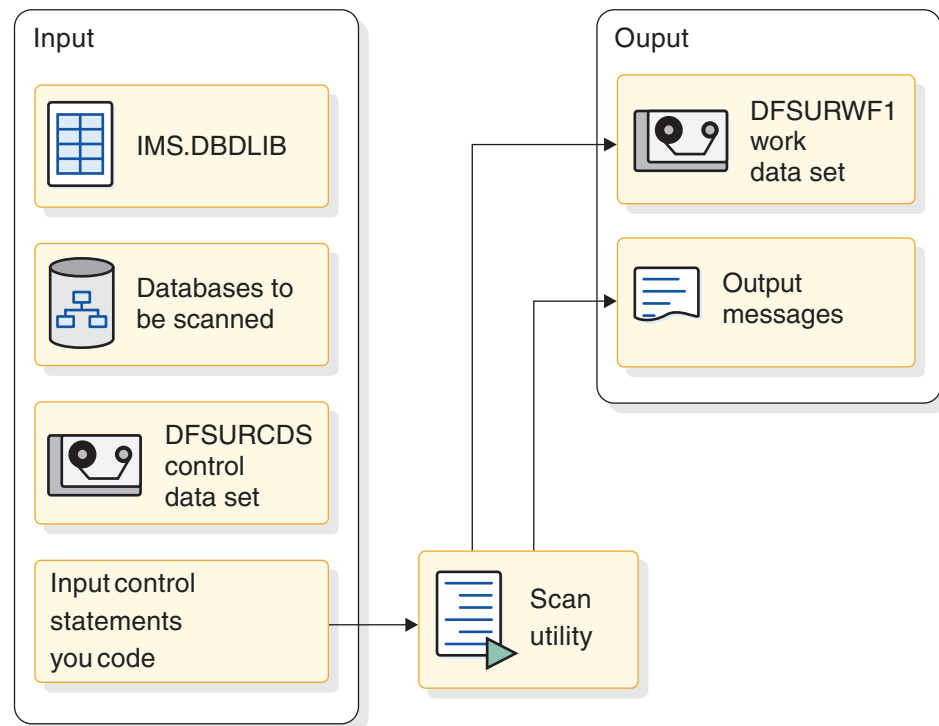 Input
IMS.DBDLIB
Databases to
be scanned
DFSURCDS
control
data set
Input control
statements
you code
Scan
utility
Ouput
DFSURWF1
work
data set
Output
messages